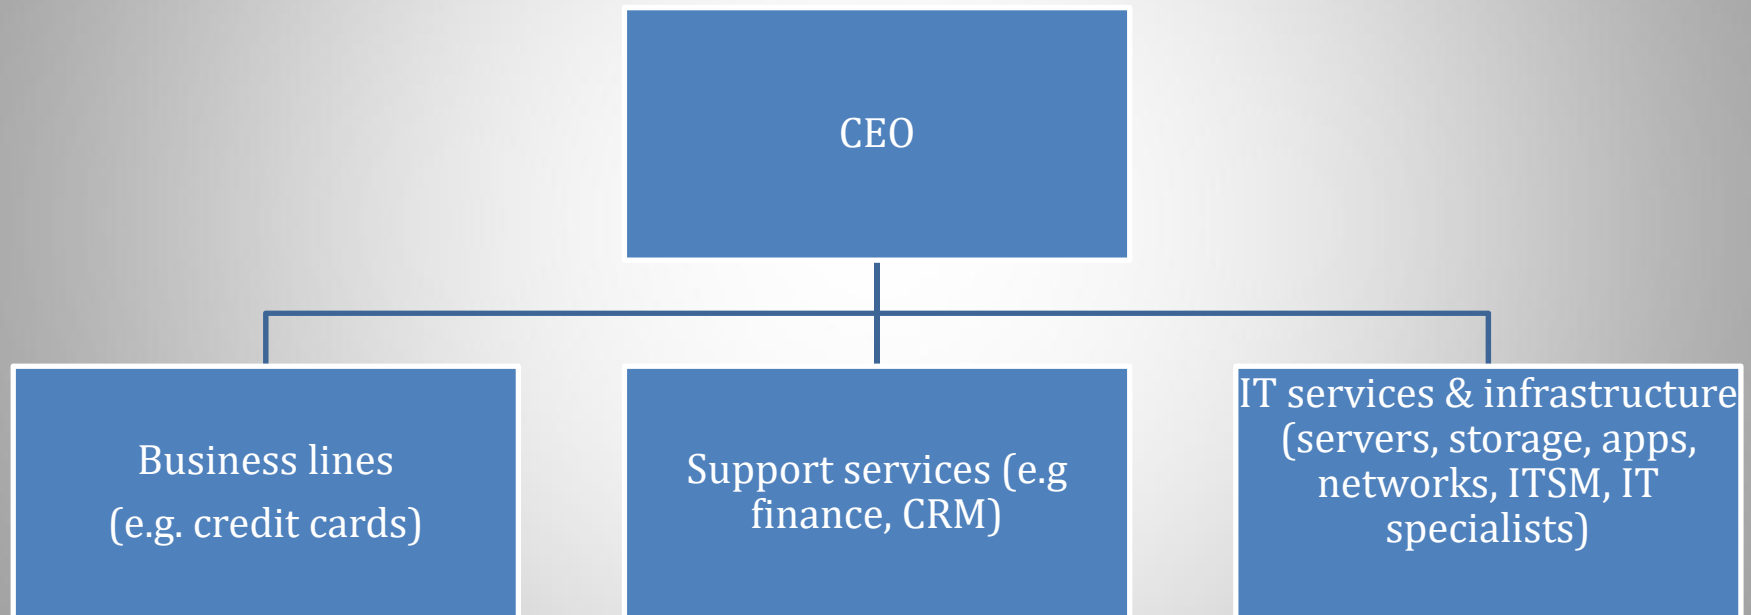 CEO
Business lines
(e.g. credit cards)
Support services (e.g
finance, CRM)
IT services & infrastructure
(servers, storage, apps,
networks, ITSM, IT
specialists)